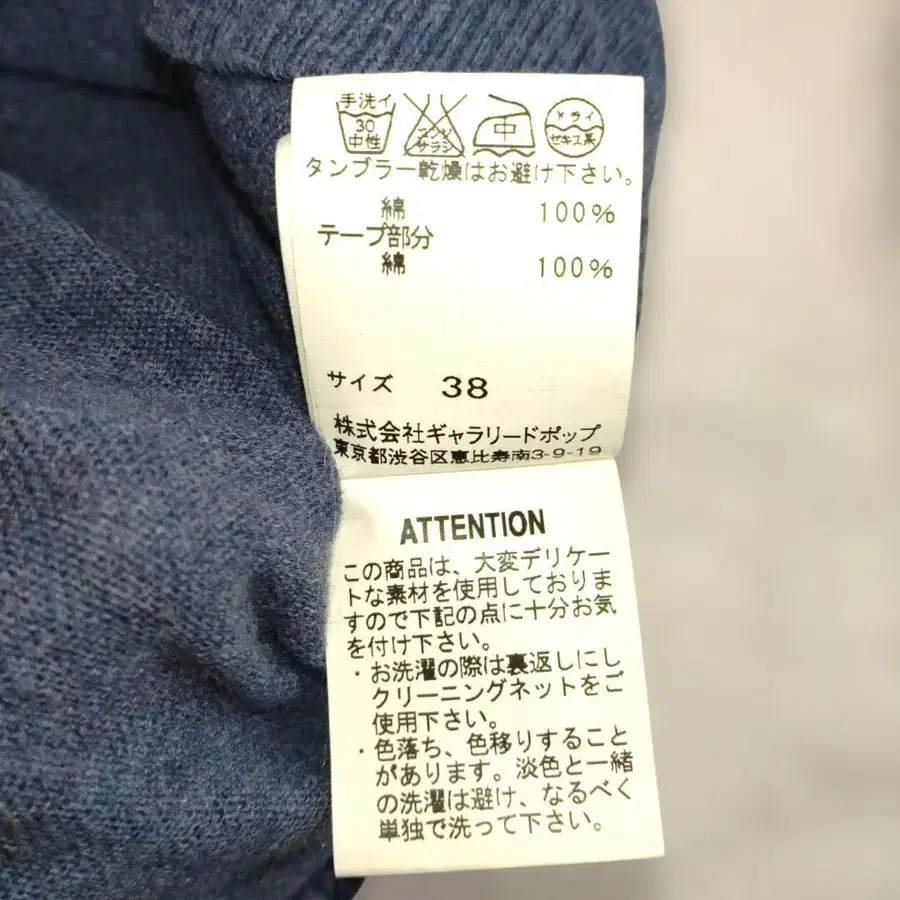 手洗イ
30
中性
エンソ
サラシ
中
ドライ
セキユ系
タンブラー乾燥はお避け下さい。
綿 100%
テープ部分
綿 100%
サイズ 38
株式会社ギャラリードポップ
東京都渋谷区恵比寿南3-9-19
ATTENTION
この商品は、大変デリケー
トな素材を使用しておりま
すので下記の点に十分お気
を付け下さい。
・お洗濯の際は裏返しにし
クリーニングネットをご
使用下さい。
・色落ち、色移りすること
があります。淡色と一緒
の洗濯は避け、なるべく
単独で洗って下さい。